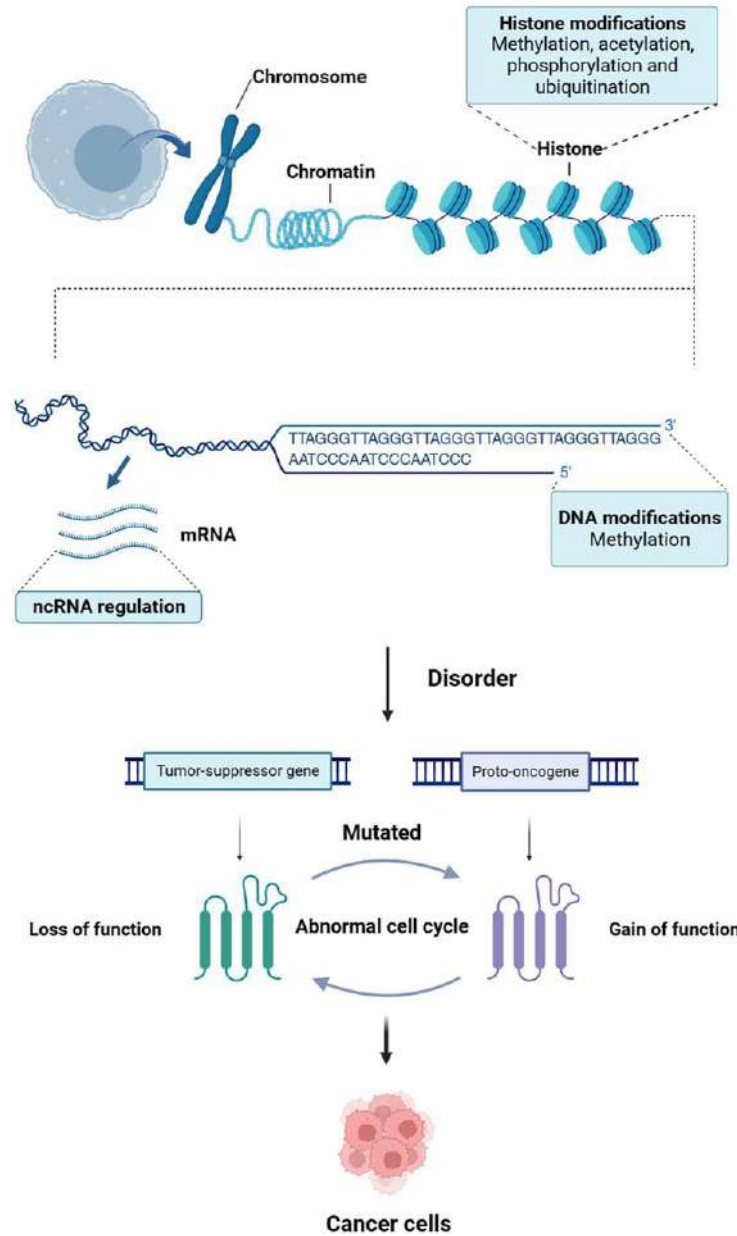 Histone modifications
Methylation, acetylation,
phosphorylation and
ubiquitination
Chromosome
Histone
Chromatin
3'
TTAGGGTTAGGGTTAGGGTTAGGGTTAGGGTTAGGG
AATCCCAATCCCAATCCC
5'
DNA modifications
Methylation
mRNA
ncRNA regulation
Disorder
Tumor-suppressor gene
Proto-oncogene
Mutated
Loss of function
Abnormal cell cycle
Gain of function
Cancer cells